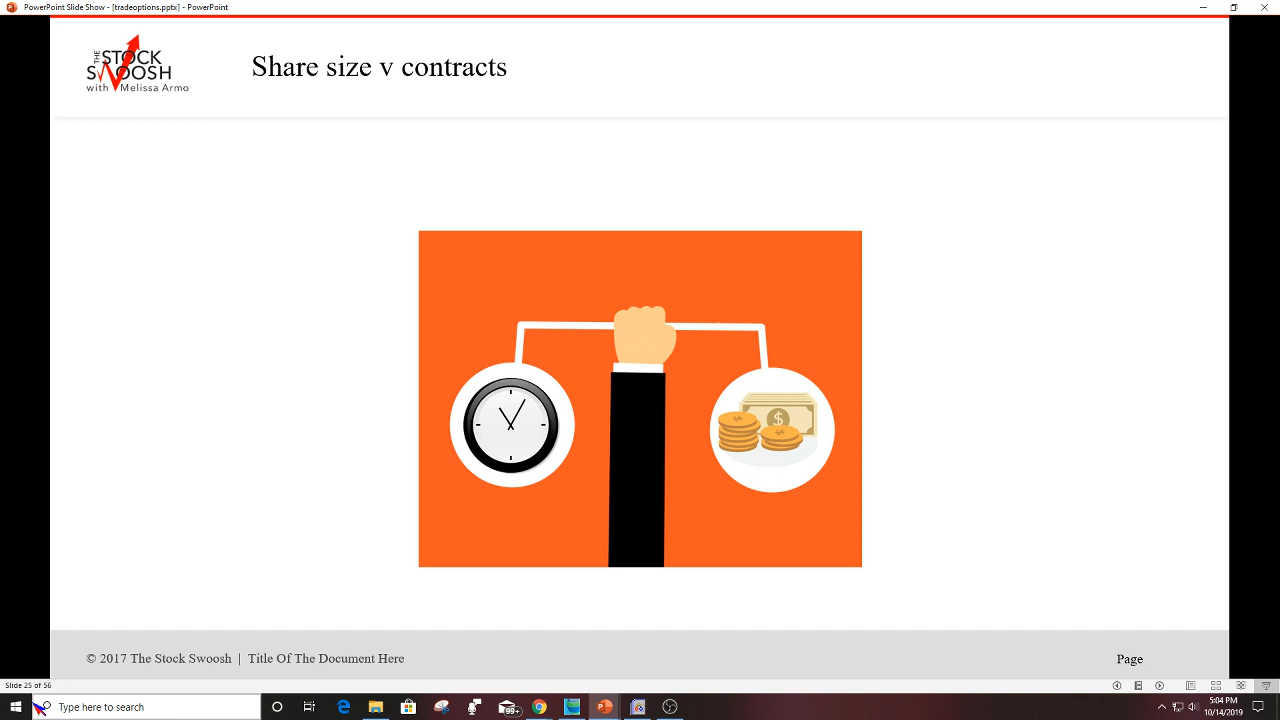 PowerPoint Slide Show - [tradeoptions.pptx] - PowerPoint
THE STOCK
SWOOSH
with Melissa Armo
Share size v contracts
$
© 2017 The Stock Swoosh | Title Of The Document Here
Page
Slide 25 of 56
Type here to search
99+
5:04 PM
10/14/2019